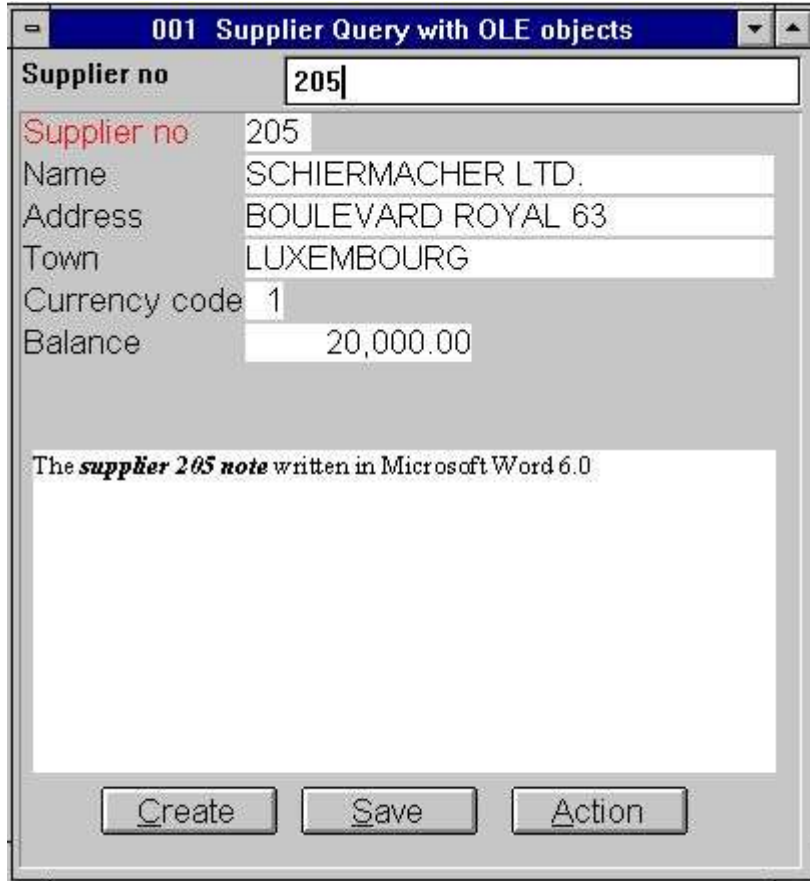 001 Supplier Query with OLE objects
Supplier no 205
Supplier no 205
Name SCHIERMACHER LTD.
Address BOULEVARD ROYAL 63
Town LUXEMBOURG
Currency code 1
Balance 20,000.00
The supplier 205 note written in Microsoft Word 6.0
Create Save Action